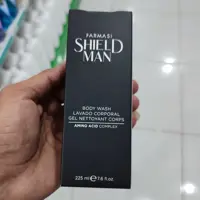 FARMASI
SHIELD
MAN
BODY WASH
LAVADO CORPORAL
GEL NETTOYANT CORPS
AMINO ACID COMPLEX
225 ml ℮ 7.6 fl.oz.